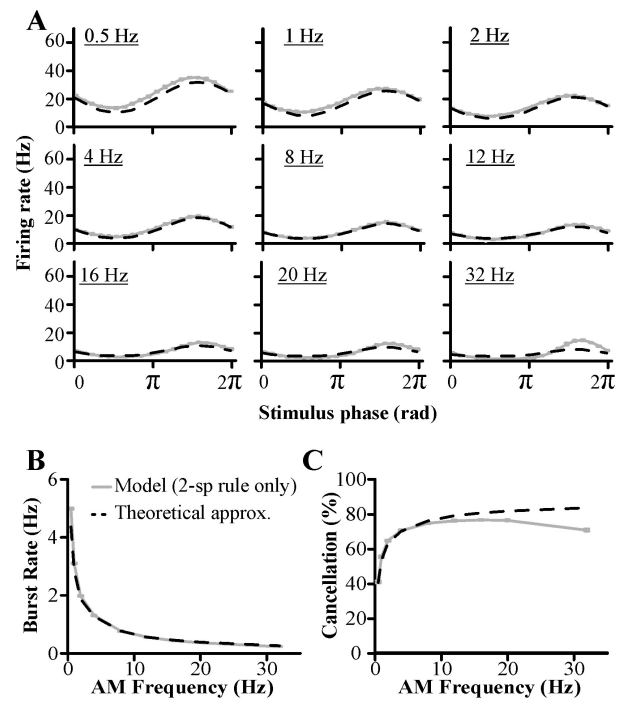 A
0.5 Hz 1 Hz 2 Hz
60
40
20
0
4 Hz 8 Hz 12 Hz
60
40
20
0
16 Hz 20 Hz 32 Hz
60
40
20
0
Firing rate (Hz)
0 π 2π 0 π 2π 0 π 2π
Stimulus phase (rad)
B
6
4
2
0
Burst Rate (Hz)
Model (2-sp rule only)
Theoretical approx.
0 10 20 30
AM Frequency (Hz)
C
100
80
60
40
20
0
Cancellation (%)
0 10 20 30
AM Frequency (Hz)